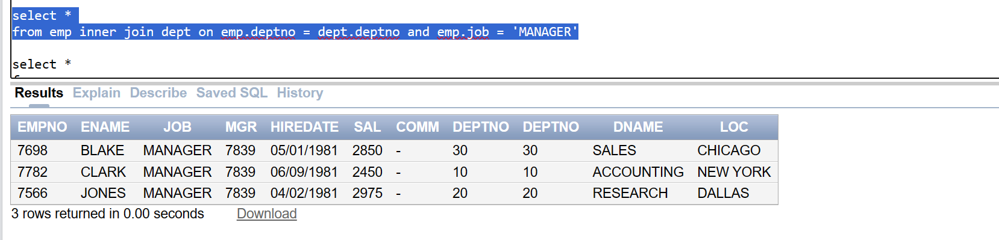 select *
from emp inner join dept on emp.deptno = dept.deptno and emp.job = 'MANAGER'
select *
Results Explain Describe Saved SQL History
EMPNO ENAME JOB MGR HIREDATE SAL COMM DEPTNO DEPTNO DNAME LOC
7698 BLAKE MANAGER 7839 05/01/1981 2850 - 30 30 SALES CHICAGO
7782 CLARK MANAGER 7839 06/09/1981 2450 - 10 10 ACCOUNTING NEW YORK
7566 JONES MANAGER 7839 04/02/1981 2975 - 20 20 RESEARCH DALLAS
3 rows returned in 0.00 seconds Download